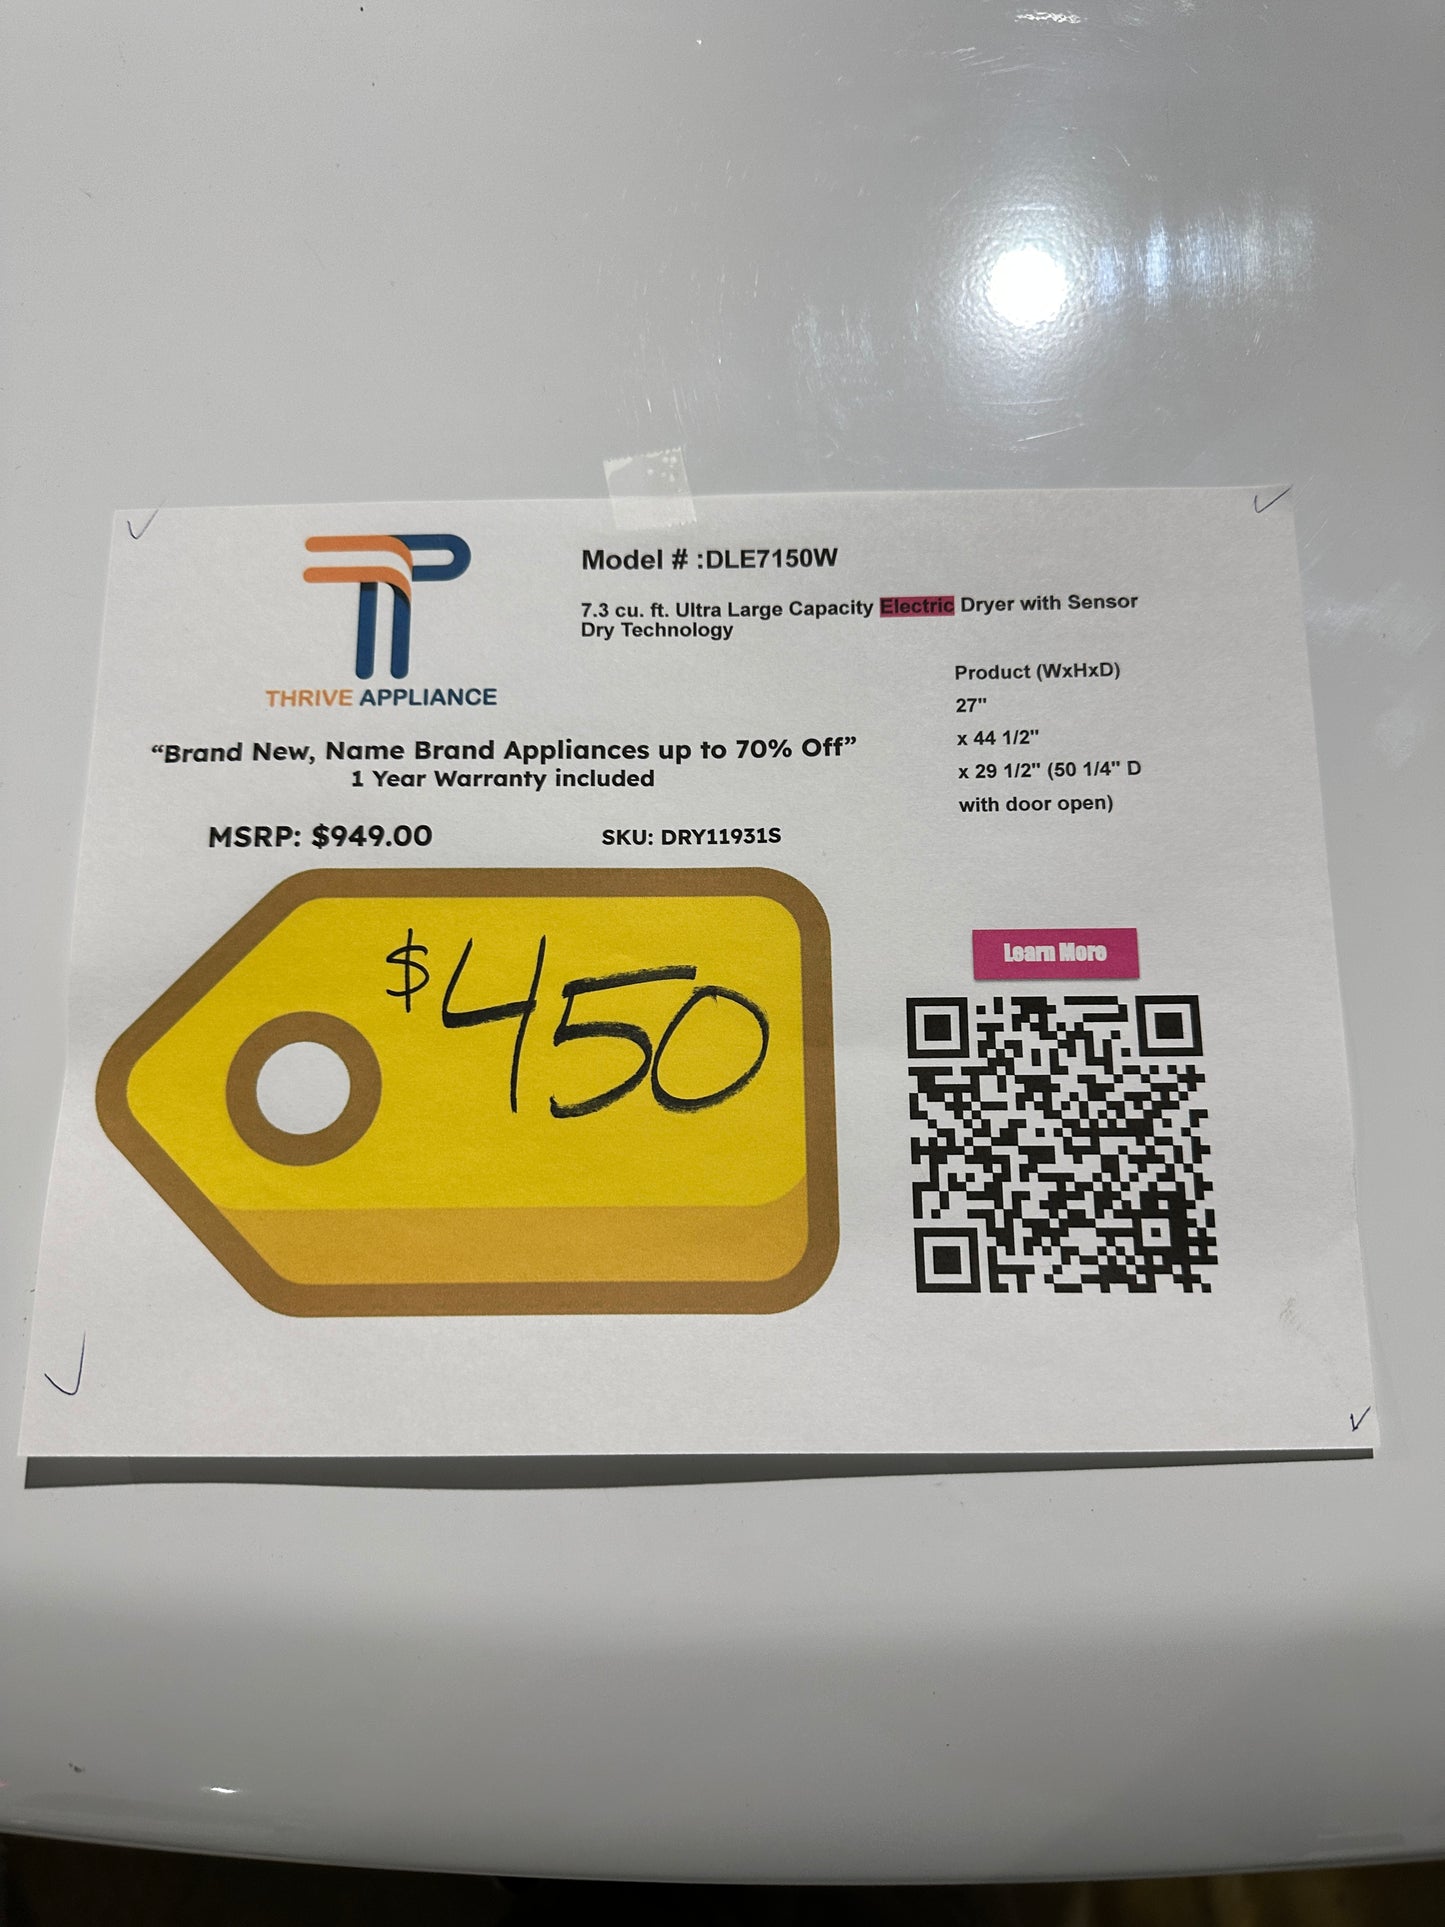 Model # :DLE7150W
7.3 cu. ft. Ultra Large Capacity Electric Dryer with Sensor
Dry Technology
THRIVE APPLIANCE
Product (WxHxD)
27"
x 44 1/2"
x 29 1/2" (50 1/4" D
with door open)
“Brand New, Name Brand Appliances up to 70% Off”
1 Year Warranty included
MSRP: $949.00
SKU: DRY11931S
$450
Learn More